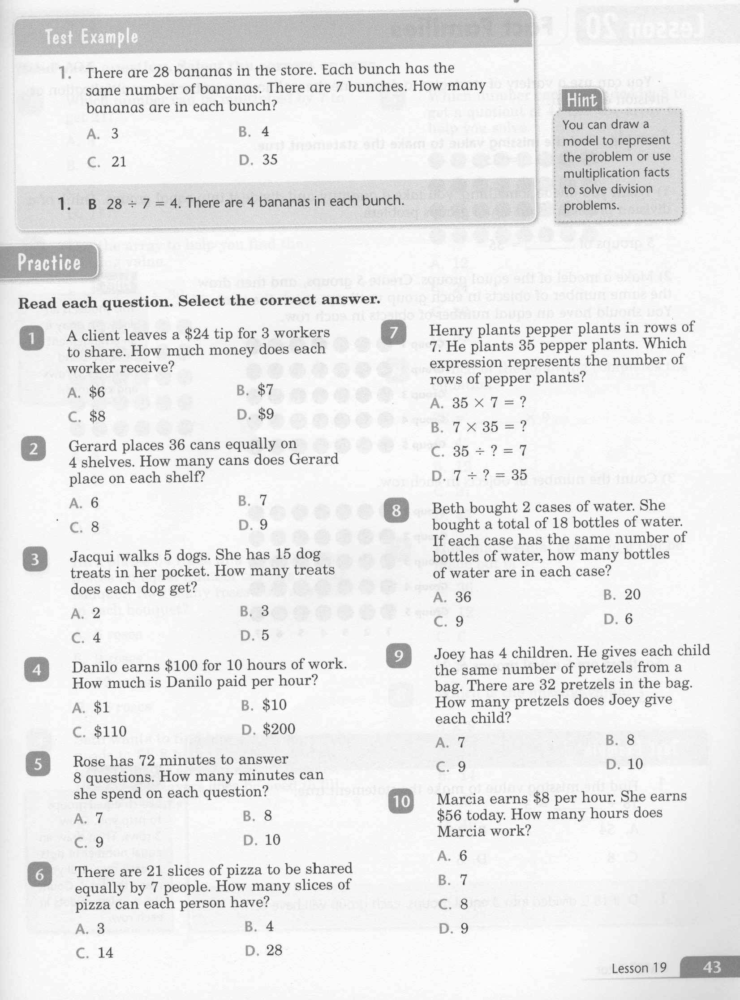 Test Example
1. There are 28 bananas in the store. Each bunch has the
same number of bananas. There are 7 bunches. How many
bananas are in each bunch?
A. 3 B. 4
C. 21 D. 35
1. B 28 ÷ 7 = 4. There are 4 bananas in each bunch.
Hint
You can draw a
model to represent
the problem or use
multiplication facts
to solve division
problems.
Practice
Read each question. Select the correct answer.
1 A client leaves a $24 tip for 3 workers
to share. How much money does each
worker receive?
A. $6 B. $7
C. $8 D. $9
2 Gerard places 36 cans equally on
4 shelves. How many cans does Gerard
place on each shelf?
A. 6 B. 7
C. 8 D. 9
3 Jacqui walks 5 dogs. She has 15 dog
treats in her pocket. How many treats
does each dog get?
A. 2 B. 3
C. 4 D. 5
4 Danilo earns $100 for 10 hours of work.
How much is Danilo paid per hour?
A. $1 B. $10
C. $110 D. $200
5 Rose has 72 minutes to answer
8 questions. How many minutes can
she spend on each question?
A. 7 B. 8
C. 9 D. 10
6 There are 21 slices of pizza to be shared
equally by 7 people. How many slices of
pizza can each person have?
A. 3 B. 4
C. 14 D. 28
7 Henry plants pepper plants in rows of
7. He plants 35 pepper plants. Which
expression represents the number of
rows of pepper plants?
A. 35 × 7 = ?
B. 7 × 35 = ?
C. 35 ÷ ? = 7
D. 7 ÷ ? = 35
8 Beth bought 2 cases of water. She
bought a total of 18 bottles of water.
If each case has the same number of
bottles of water, how many bottles
of water are in each case?
A. 36 B. 20
C. 9 D. 6
9 Joey has 4 children. He gives each child
the same number of pretzels from a
bag. There are 32 pretzels in the bag.
How many pretzels does Joey give
each child?
A. 7 B. 8
C. 9 D. 10
10 Marcia earns $8 per hour. She earns
$56 today. How many hours does
Marcia work?
A. 6
B. 7
C. 8
D. 9
Lesson 19 43